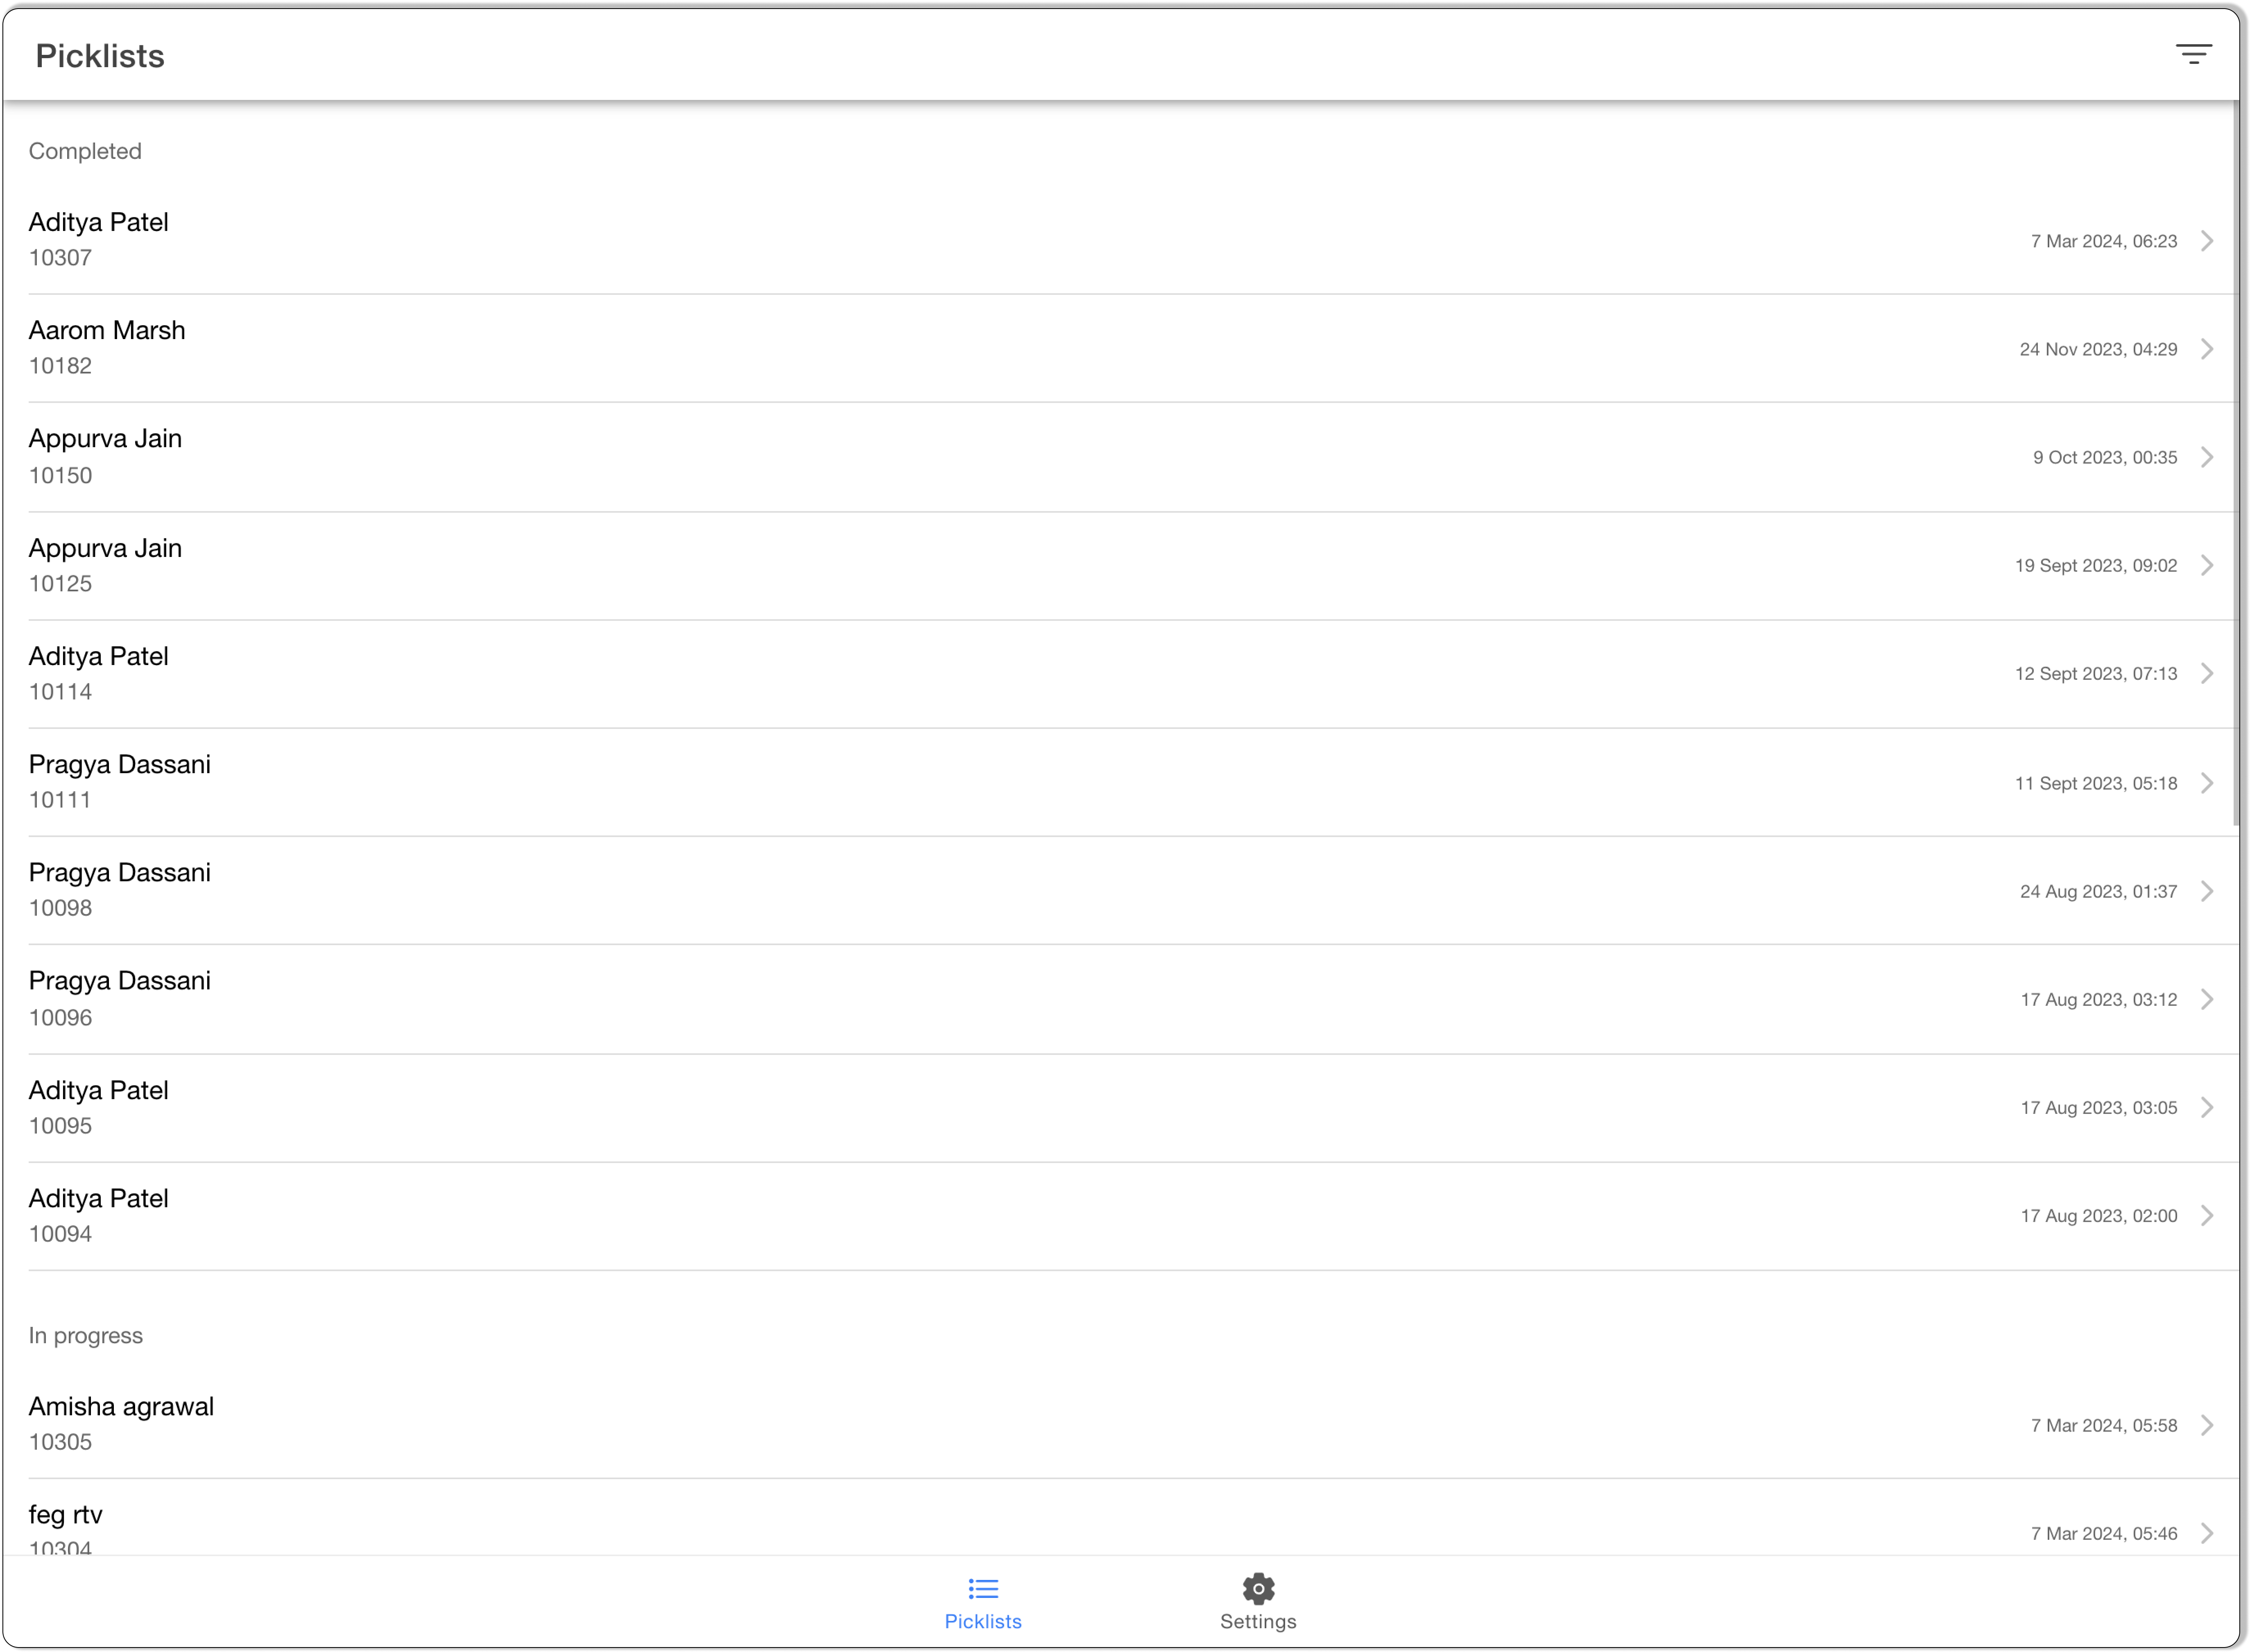 Picklists
Completed
Aditya Patel
10307
7 Mar 2024, 06:23
Aarom Marsh
10182
24 Nov 2023, 04:29
Appurva Jain
10150
9 Oct 2023, 00:35
Appurva Jain
10125
19 Sept 2023, 09:02
Aditya Patel
10114
12 Sept 2023, 07:13
Pragya Dassani
10111
11 Sept 2023, 05:18
Pragya Dassani
10098
24 Aug 2023, 01:37
Pragya Dassani
10096
17 Aug 2023, 03:12
Aditya Patel
10095
17 Aug 2023, 03:05
Aditya Patel
10094
17 Aug 2023, 02:00
In progress
Amisha agrawal
10305
7 Mar 2024, 05:58
feg rtv
10304
7 Mar 2024, 05:46
Picklists
Settings